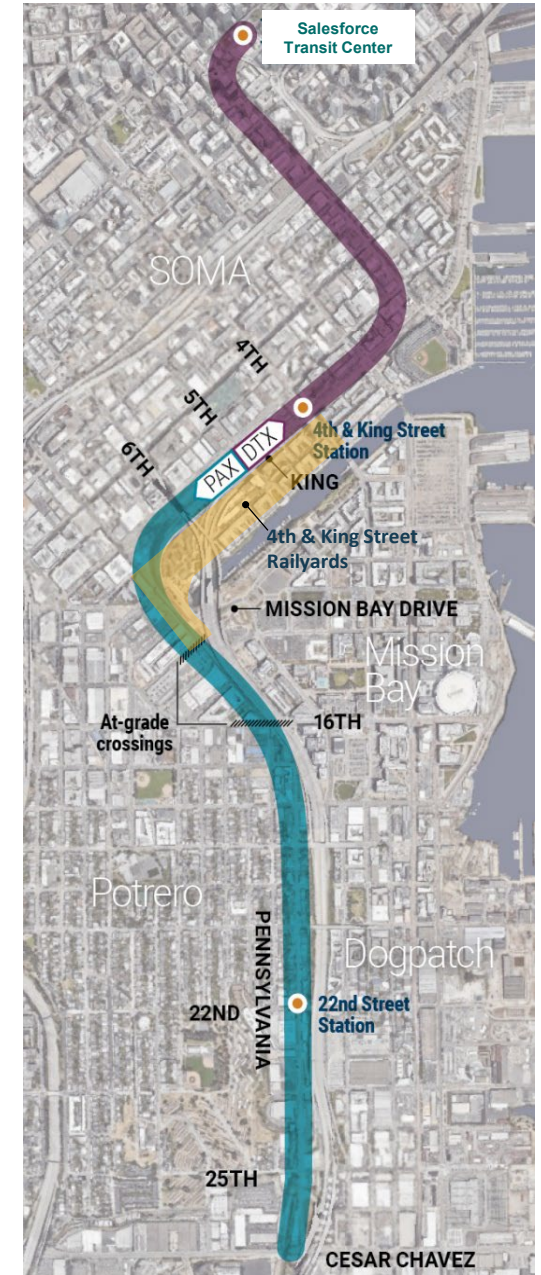 Salesforce
Transit Center
SOMA
4TH
5TH
6TH
PAX
DTX
4th & King Street
Station
KING
4th & King Street
Railyards
MISSION BAY DRIVE
Mission
Bay
At-grade
crossings
16TH
Potrero
PENNSYLVANIA
Dogpatch
22ND
22nd Street
Station
25TH
CESAR CHAVEZ